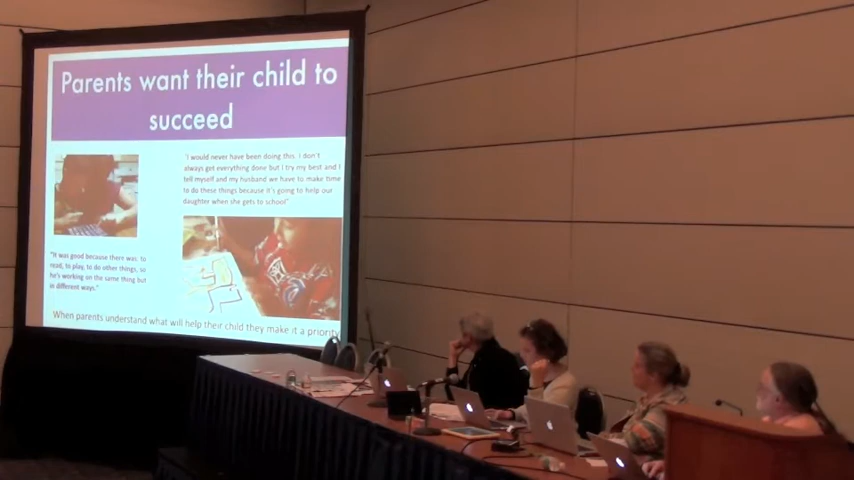 Parents want their child to
succeed
"I would never have been doing this. I don't
always get everything done but I try my best and I
tell myself and my husband we have to make time
to do these things because it's going to help our
daughter when she gets to school"
"It was good because there was: to
read, to play, to do other things, so
he's working on the same thing but
in different ways."
When parents understand what will help their child they make it a priority